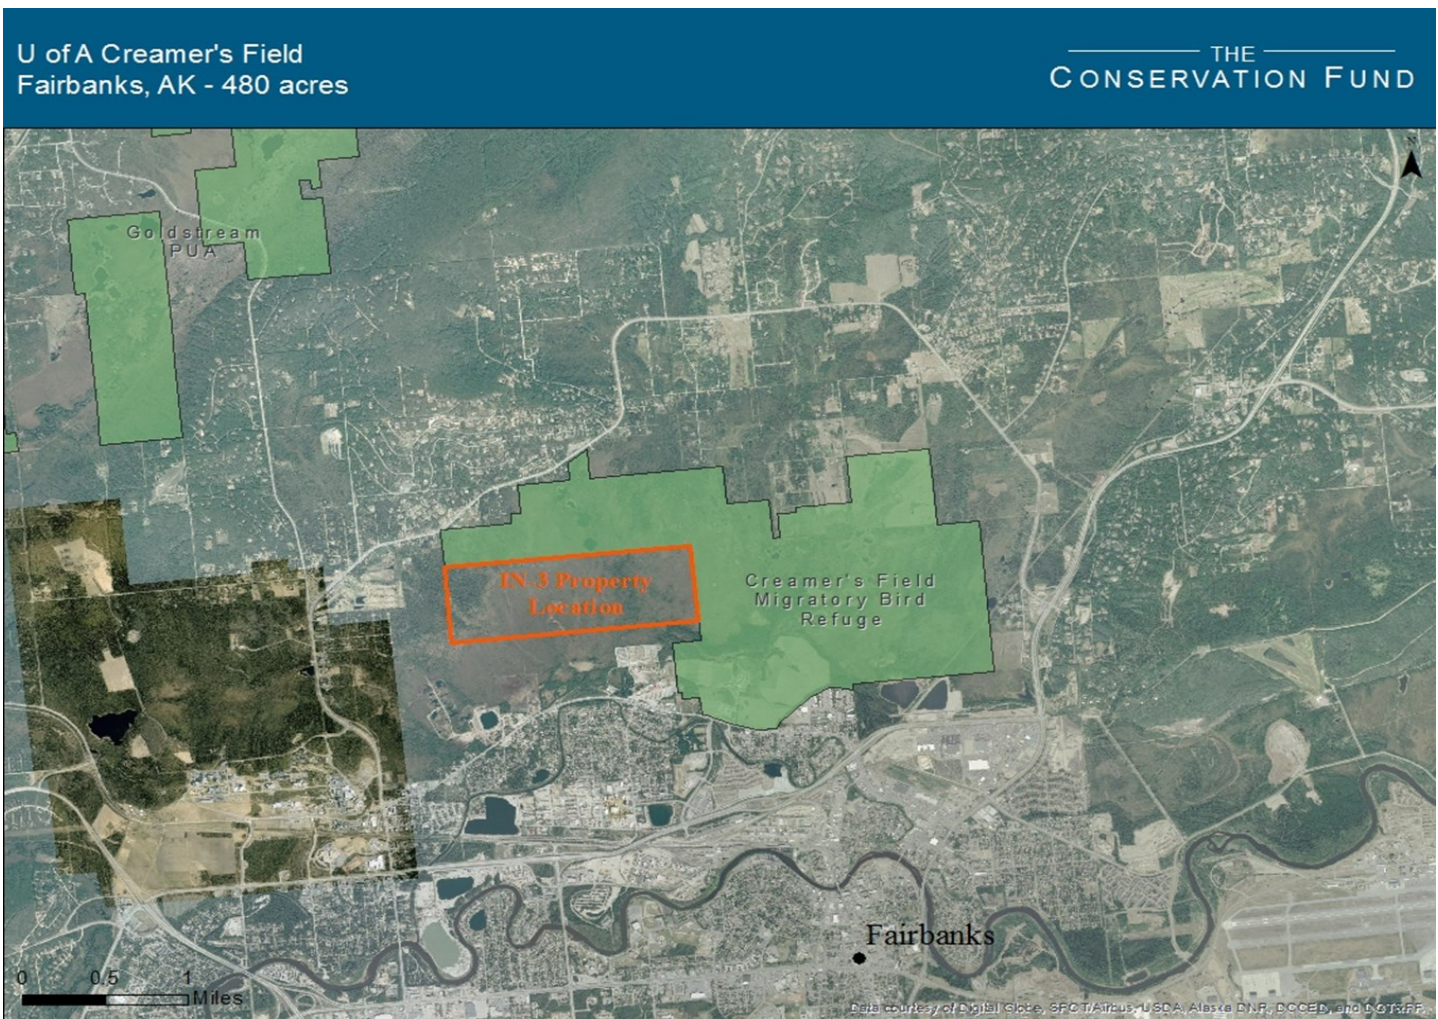 U of A Creamer's Field
Fairbanks, AK - 480 acres
THE
CONSERVATION FUND
N
Goldstream
PUA
IN-3 Property
Location
Creamer's Field
Migratory Bird
Refuge
Fairbanks
0 0.5 1
Miles
Data courtesy of Digital Globe, SPOT/Airbus, USDA, Alaska DNR, DCCED, and DOT&PF.